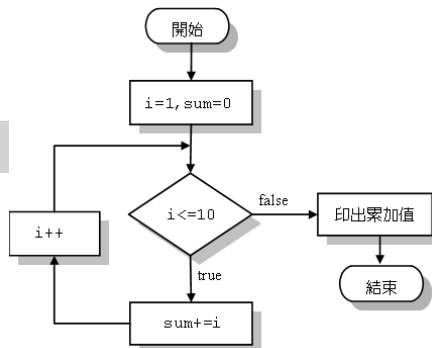 開始
i=1,sum=0
i<=10
false
印出累加值
i++
true
結束
sum+=i